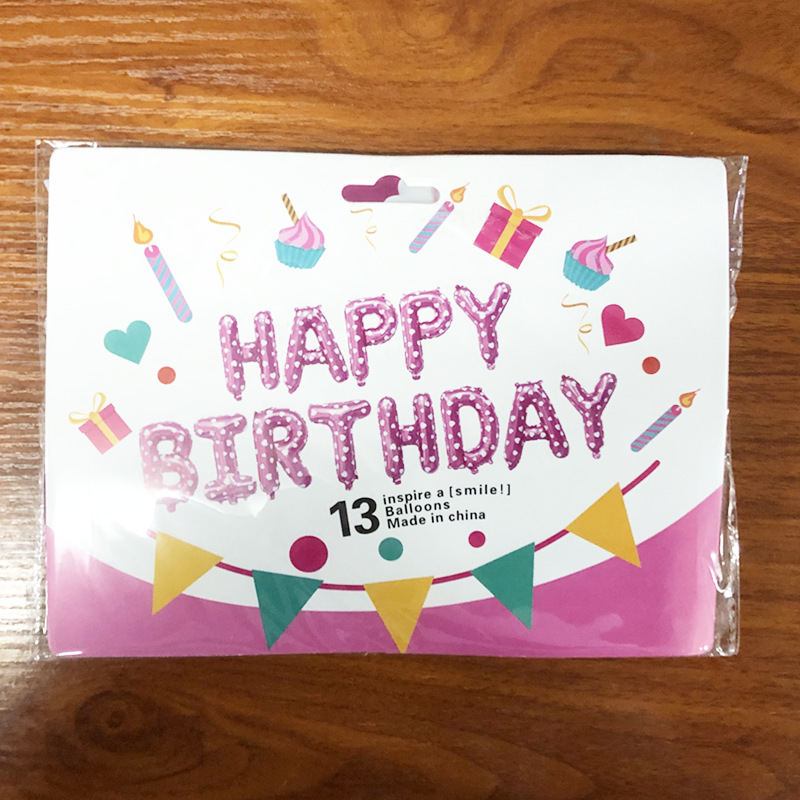 HAPPY
BIRTHDAY
13 inspire a [smile!]
Balloons
Made in china